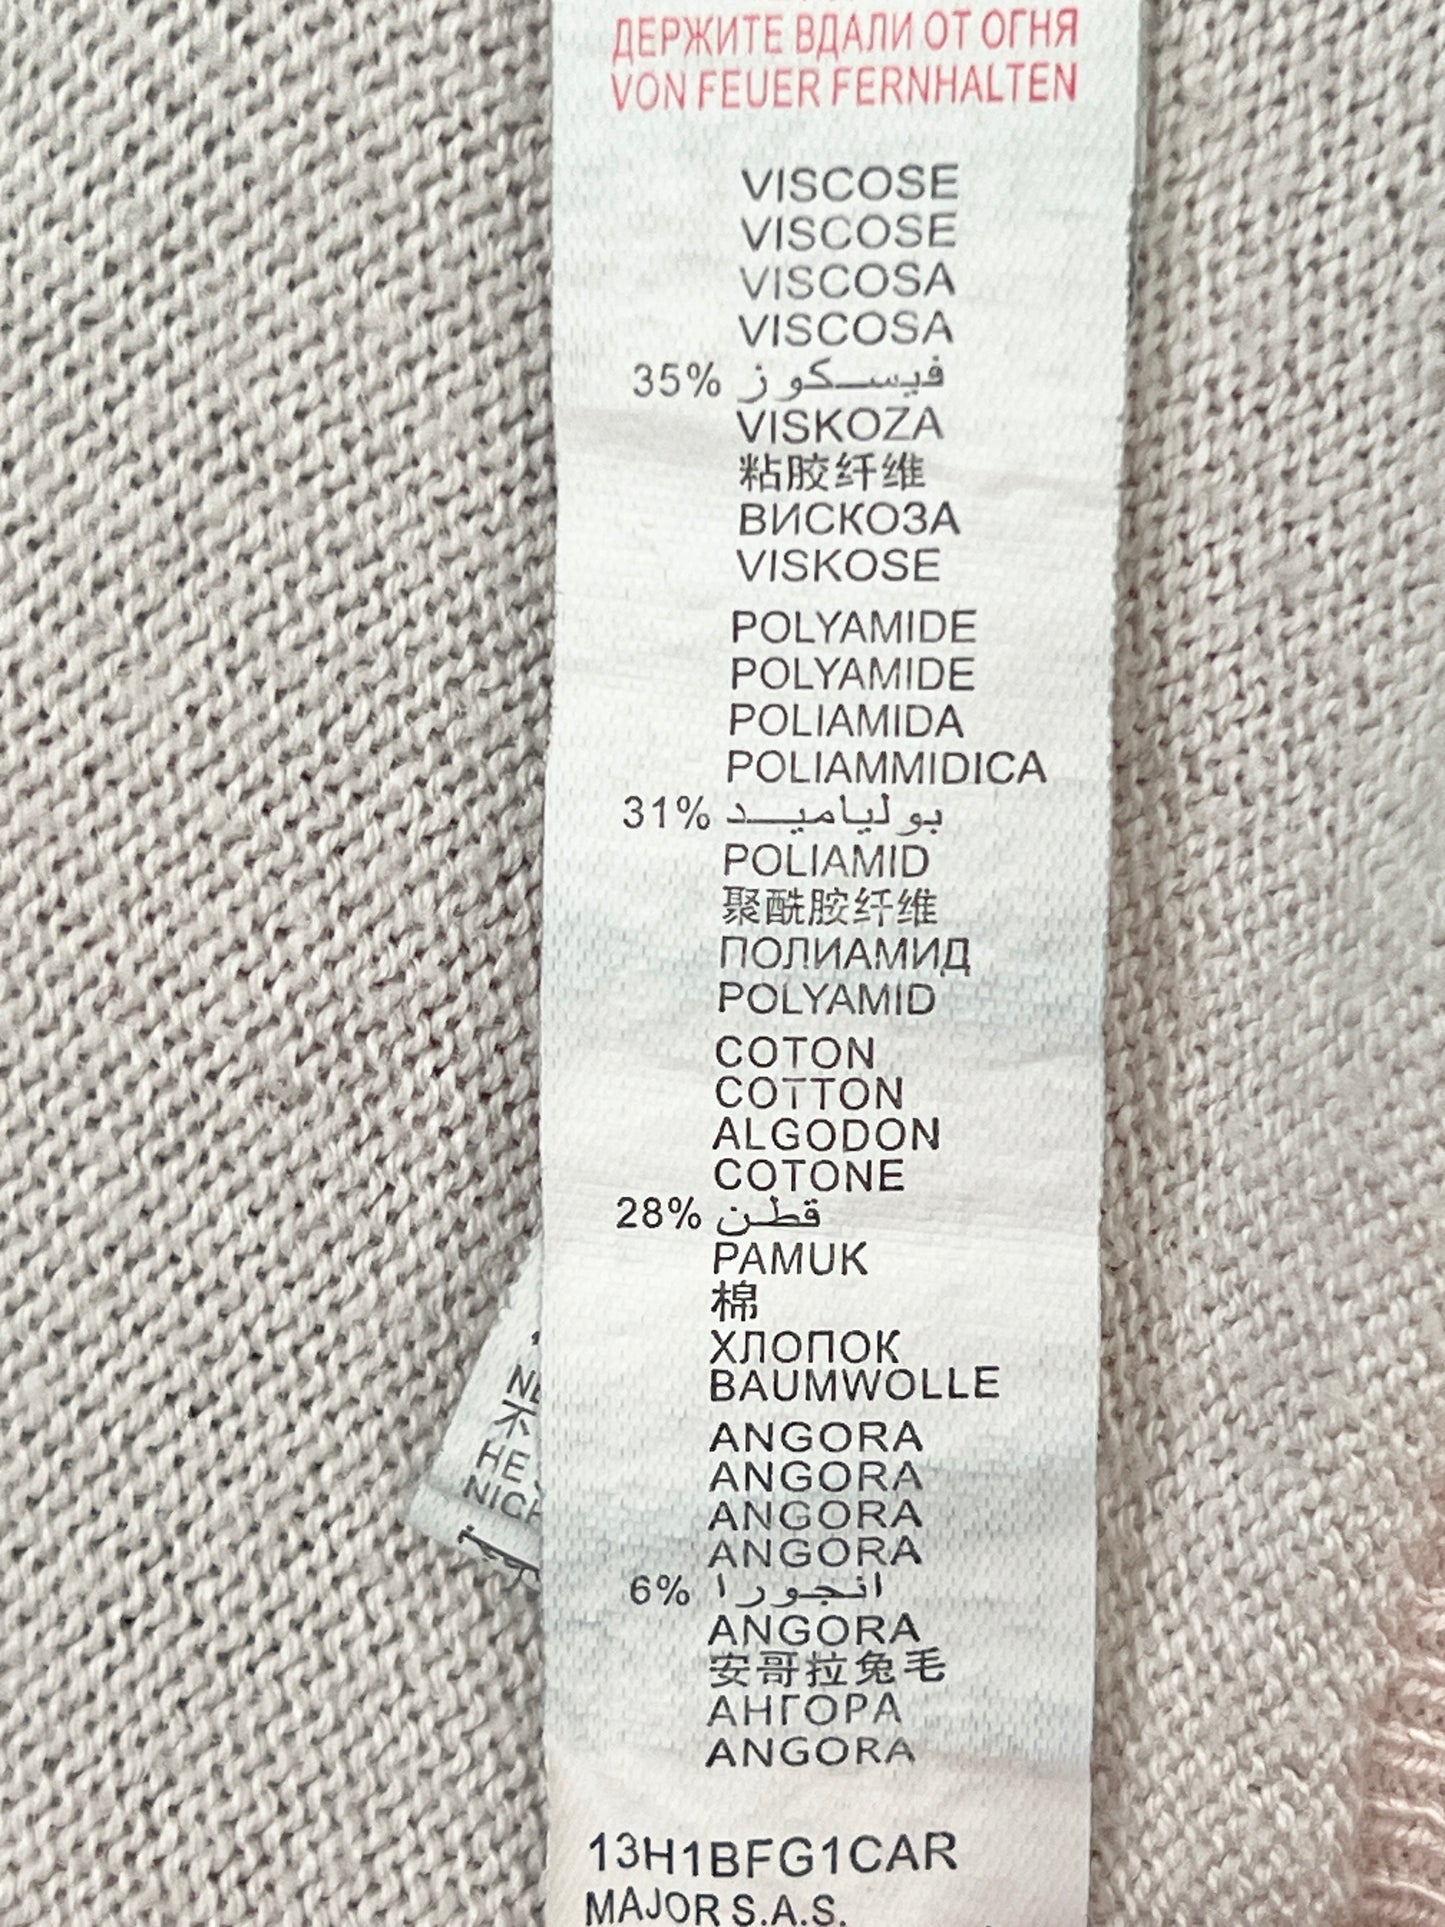 ДЕРЖИТЕ ВДАЛИ ОТ ОГНЯ
VON FEUER FERNHALTEN
VISCOSE
VISCOSE
VISCOSA
VISCOSA
35% فيسكوز
VISKOZA
粘胶纤维
ВИСКОЗА
VISKOSE
POLYAMIDE
POLYAMIDE
POLIAMIDA
POLIAMMIDICA
31% بولياميد
POLIAMID
聚酰胺纤维
ПОЛИАМИД
POLYAMID
COTON
COTTON
ALGODON
COTONE
28% قطن
PAMUK
棉
ХЛОПОК
BAUMWOLLE
ANGORA
ANGORA
ANGORA
ANGORA
6% انجورا
ANGORA
安哥拉兔毛
АНГОРА
ANGORA
13H1BFG1CAR
MAJOR S.A.S.
不
НЕ